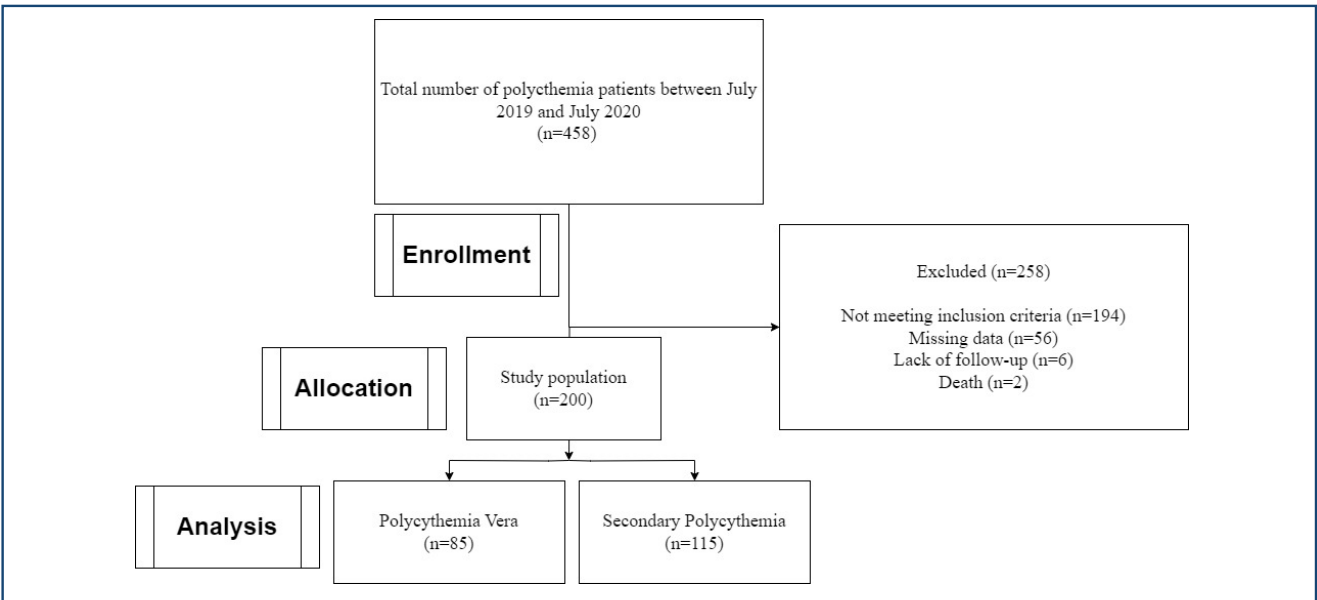 Total number of polycthemia patients between July
2019 and July 2020
(n=458)
Enrollment
Excluded (n=258)
Not meeting inclusion criteria (n=194)
Missing data (n=56)
Lack of follow-up (n=6)
Death (n=2)
Allocation
Study population
(n=200)
Analysis
Polycythemia Vera
(n=85)
Secondary Polycythemia
(n=115)